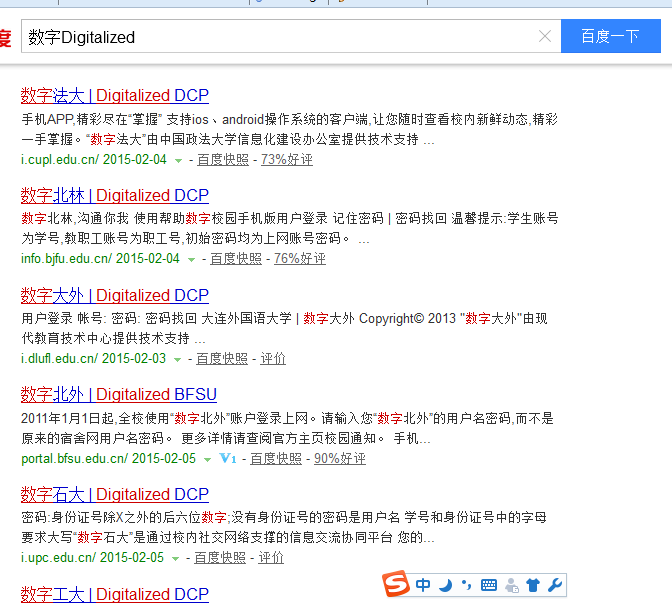 度
数字Digitalized
百度一下
数字法大 | Digitalized DCP
手机APP,精彩尽在“掌握” 支持ios、android操作系统的客户端,让您随时查看校内新鲜动态,精彩
一手掌握。“数字法大”由中国政法大学信息化建设办公室提供技术支持 ...
i.cupl.edu.cn/ 2015-02-04 - 百度快照 - 73%好评
数字北林 | Digitalized DCP
数字北林,沟通你我 使用帮助数字校园手机版用户登录 记住密码 | 密码找回 温馨提示:学生账号
为学号,教职工账号为职工号,初始密码均为上网账号密码。 ...
info.bjfu.edu.cn/ 2015-02-04 - 百度快照 - 76%好评
数字大外 | Digitalized DCP
用户登录 帐号: 密码: 密码找回 大连外国语大学 | 数字大外 Copyright© 2013 "数字大外"由现
代教育技术中心提供技术支持 ...
i.dlufl.edu.cn/ 2015-02-03 - 百度快照 - 评价
数字北外 | Digitalized BFSU
2011年1月1日起,全校使用“数字北外”账户登录上网。请输入您“数字北外”的用户名密码,而不是
原来的宿舍网用户名密码。 更多详情请查阅官方主页校园通知。 手机...
portal.bfsu.edu.cn/ 2015-02-05 V1 - 百度快照 - 90%好评
数字石大 | Digitalized DCP
密码:身份证号除X之外的后六位数字;没有身份证号的密码是用户名 学号和身份证号中的字母
要求大写“数字石大”是通过校内社交网络支撑的信息交流协同平台 您的...
i.upc.edu.cn/ 2015-02-05 - 百度快照 - 评价
数字工大 | Digitalized DCP
S 中